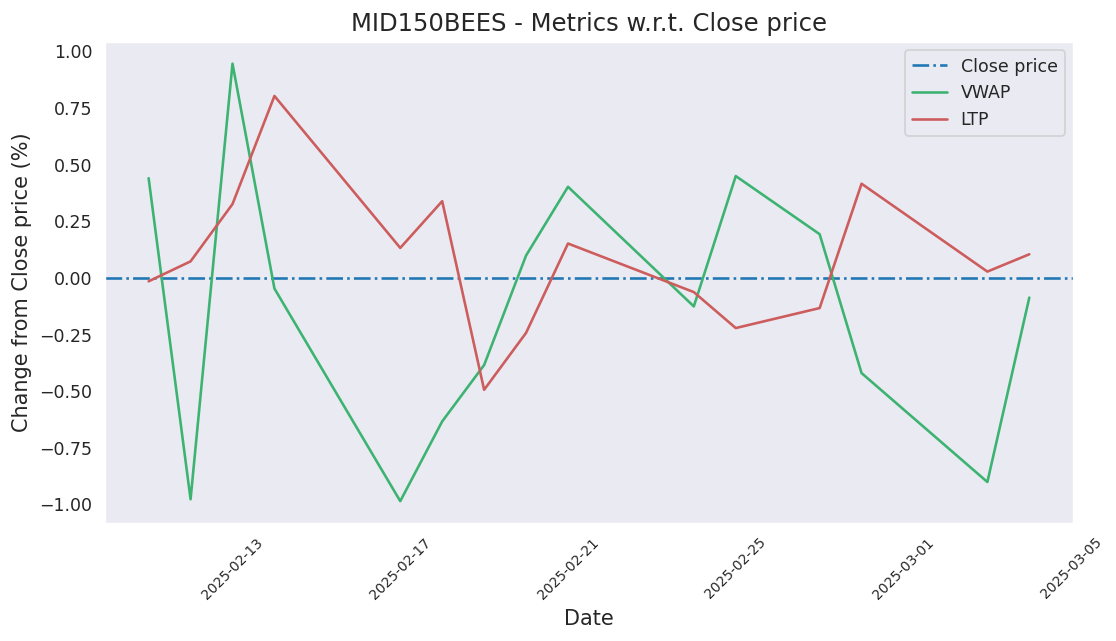 MID150BEES - Metrics w.r.t. Close price
Close price
VWAP
LTP
Change from Close price (%)
1.00
0.75
0.50
0.25
0.00
−0.25
−0.50
−0.75
−1.00
2025-02-13
2025-02-17
2025-02-21
2025-02-25
2025-03-01
2025-03-05
Date